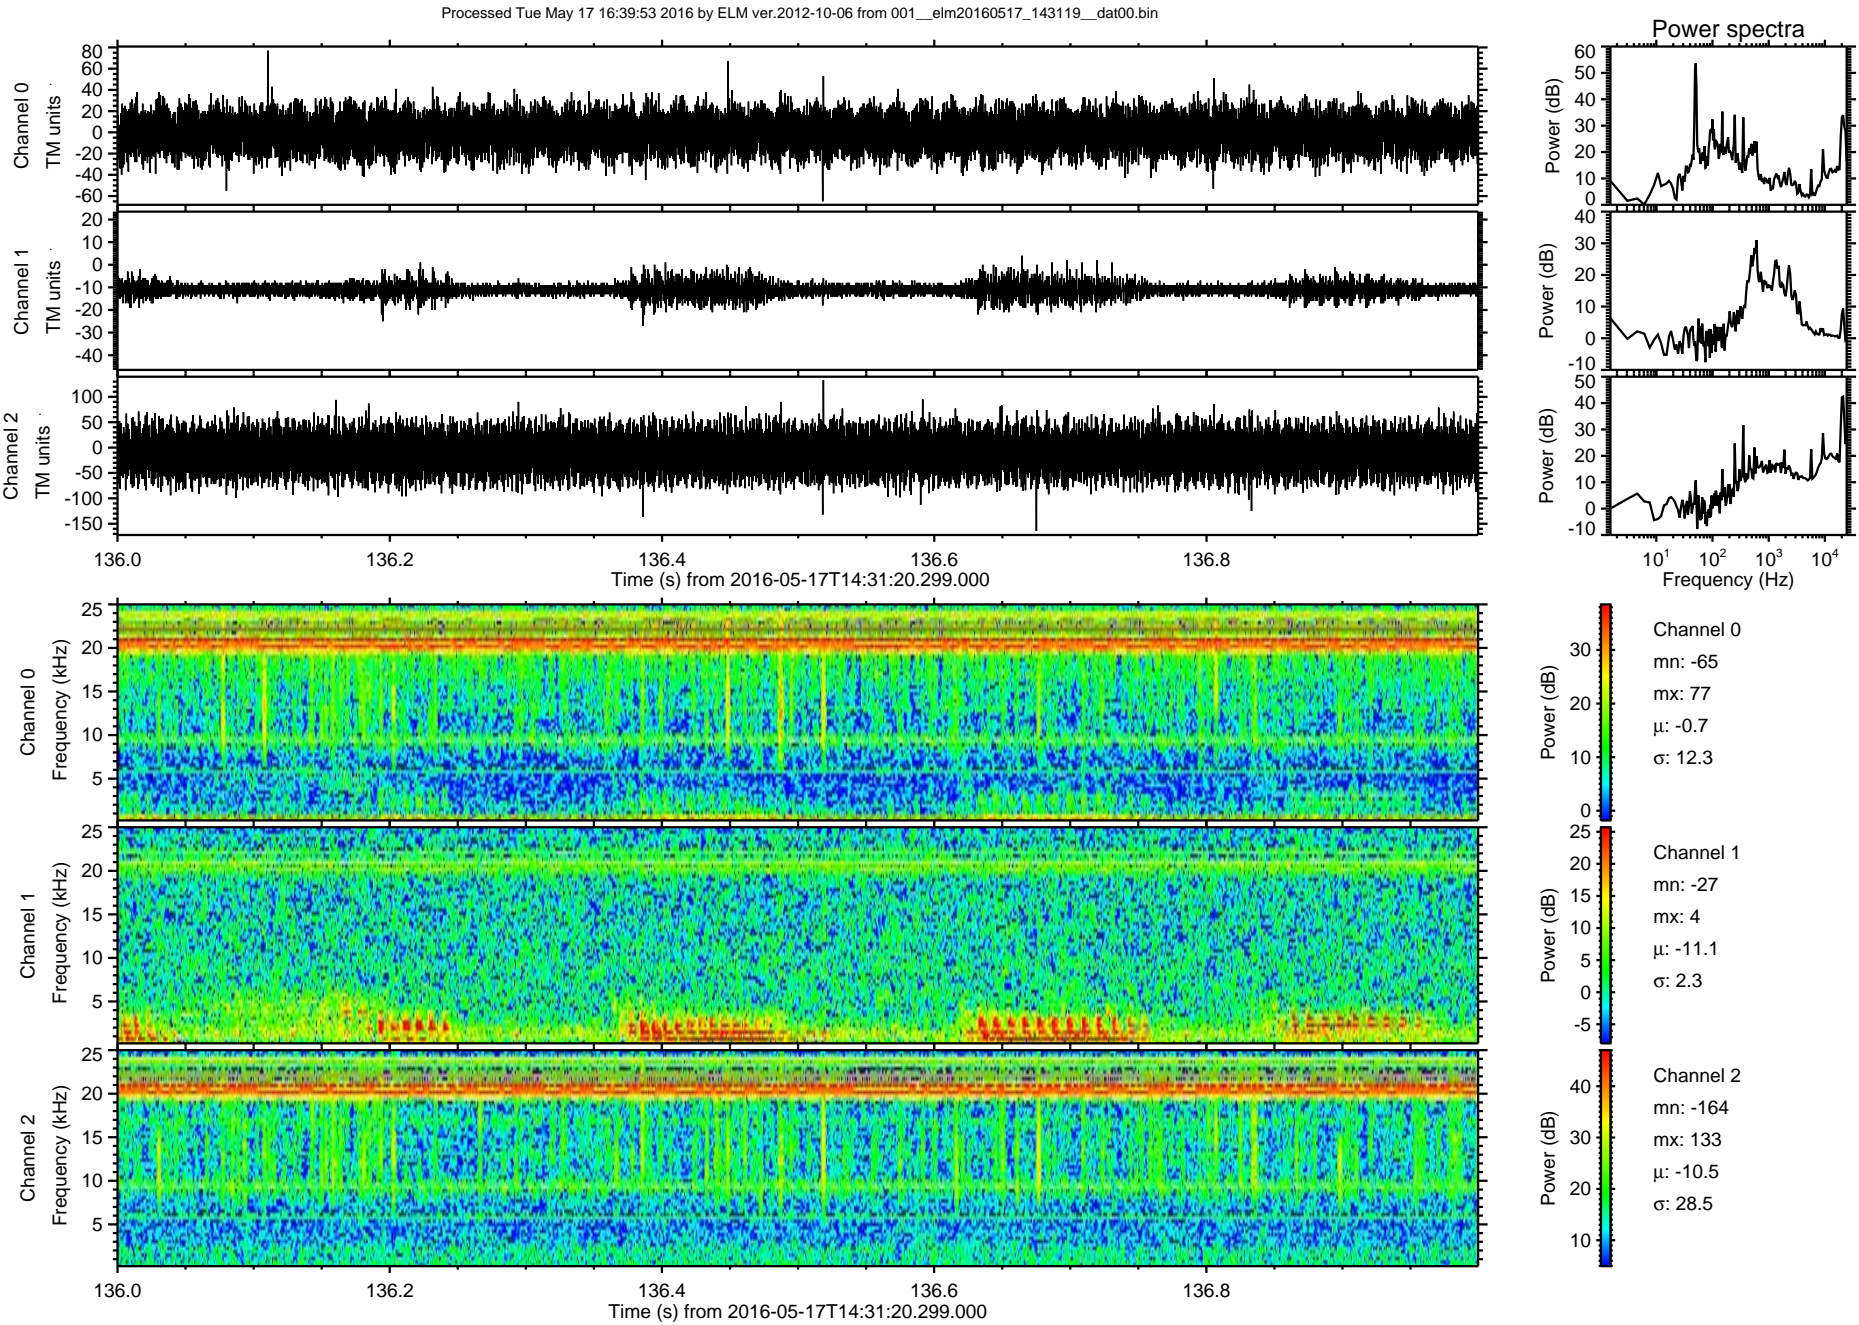 Processed Tue May 17 16:39:53 2016 by ELM ver.2012-10-06 from 001__elm20160517_143119__dat00.bin
Power spectra
Channel 0
TM units
80
60
40
20
0
-20
-40
-60
Power (dB)
60
50
40
30
20
10
0
Channel 1
TM units
20
10
0
-10
-20
-30
-40
Power (dB)
40
30
20
10
0
-10
Channel 2
TM units
100
50
0
-50
-100
-150
Power (dB)
50
40
30
20
10
0
-10
136.0 136.2 136.4 136.6 136.8
Time (s) from 2016-05-17T14:31:20.299.000
10^1 10^2 10^3 10^4
Frequency (Hz)
Channel 0
Frequency (kHz)
25
20
15
10
5
Power (dB)
30
20
10
0
Channel 0
mn: -65
mx: 77
μ: -0.7
σ: 12.3
Channel 1
Frequency (kHz)
25
20
15
10
5
Power (dB)
25
20
15
10
5
0
-5
Channel 1
mn: -27
mx: 4
μ: -11.1
σ: 2.3
Channel 2
Frequency (kHz)
25
20
15
10
5
Power (dB)
40
30
20
10
Channel 2
mn: -164
mx: 133
μ: -10.5
σ: 28.5
136.0 136.2 136.4 136.6 136.8
Time (s) from 2016-05-17T14:31:20.299.000